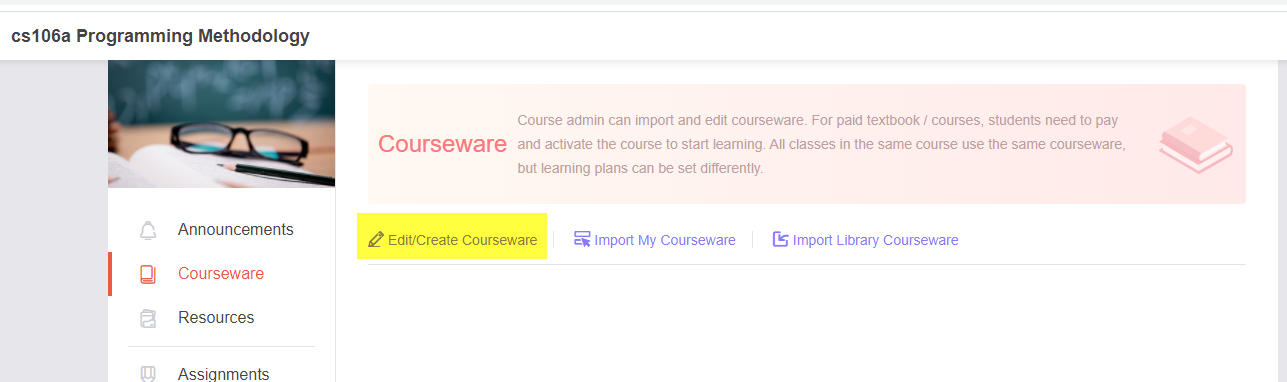 cs106a Programming Methodology
Courseware
Course admin can import and edit courseware. For paid textbook / courses, students need to pay
and activate the course to start learning. All classes in the same course use the same courseware,
but learning plans can be set differently.
Announcements
Courseware
Resources
Assignments
Edit/Create Courseware
Import My Courseware
Import Library Courseware